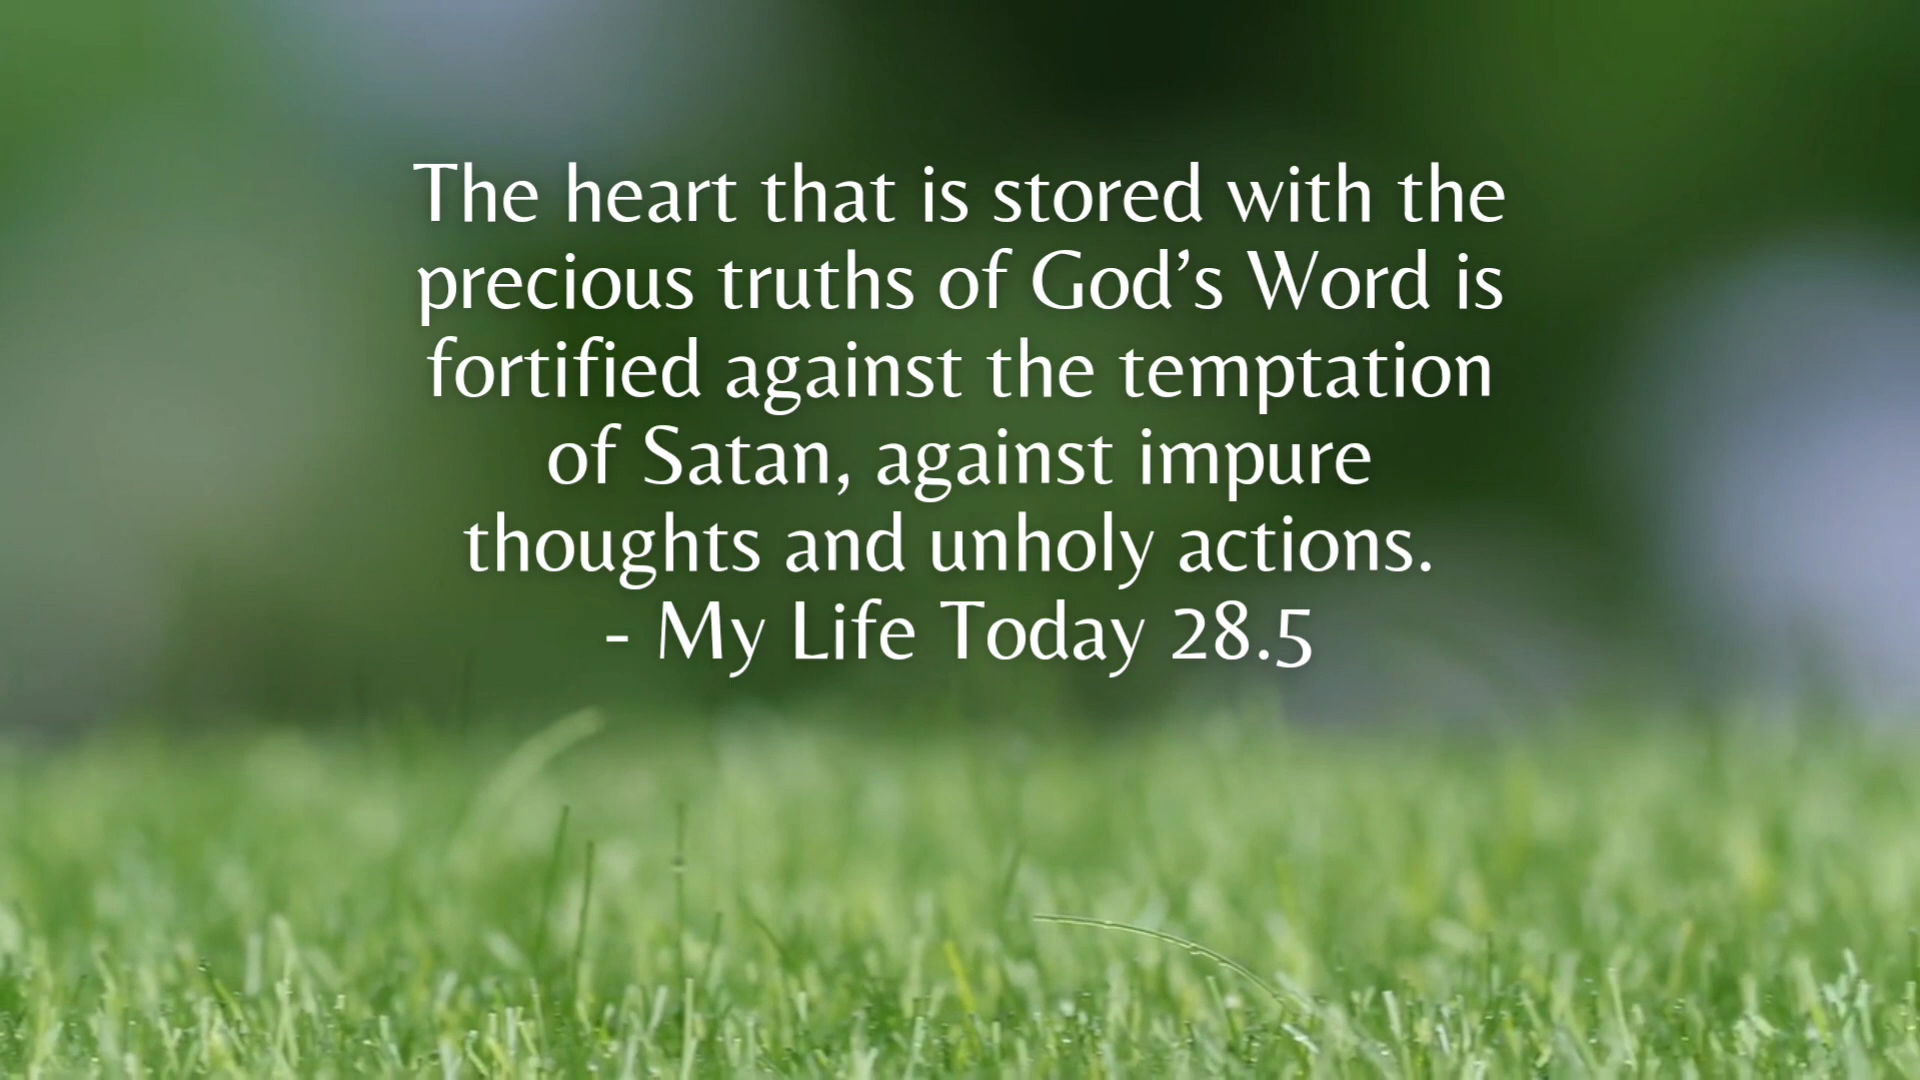 The heart that is stored with the
precious truths of God’s Word is
fortified against the temptation
of Satan, against impure
thoughts and unholy actions.
- My Life Today 28.5